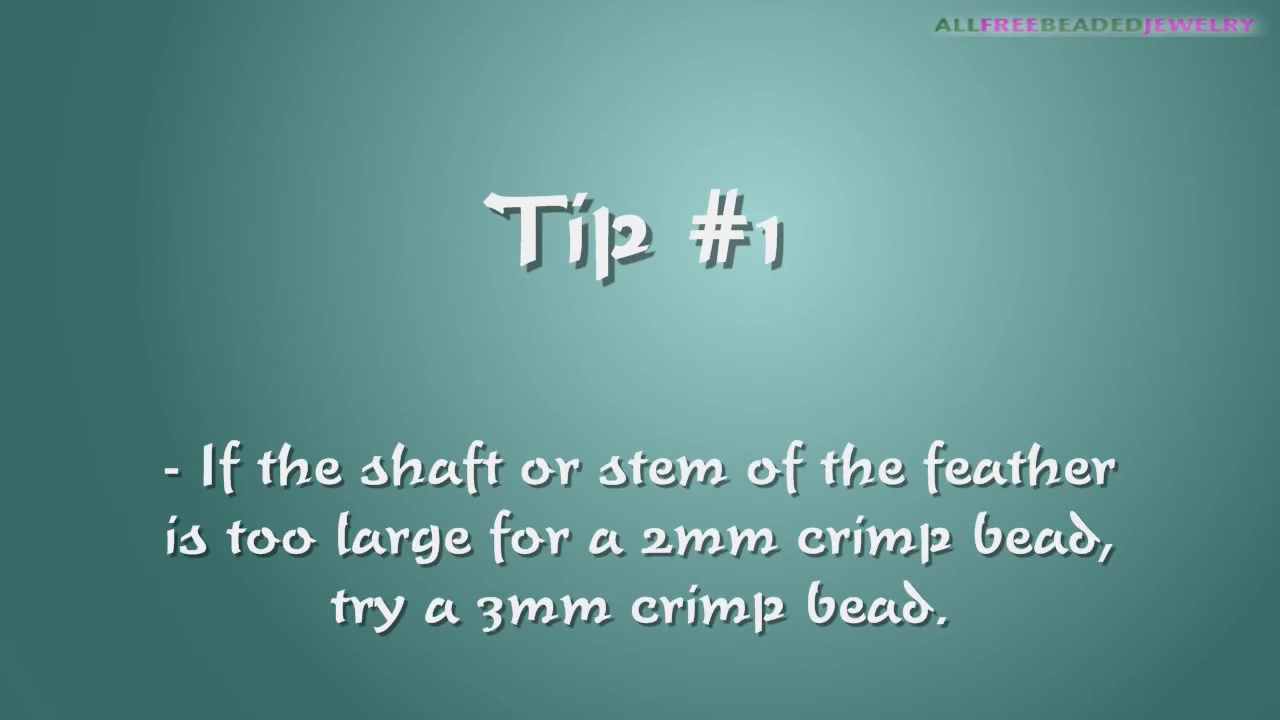 ALLFREEBEADEDJEWELRY
Tip #1
- If the shaft or stem of the feather
is too large for a 2mm crimp bead,
try a 3mm crimp bead.